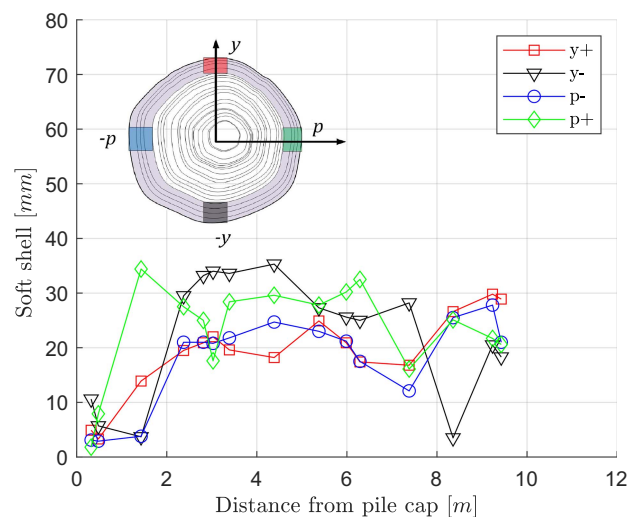 80
70
60
50
40
30
20
10
0
Soft shell [mm]
y
-p
p
-y
y+
y-
p-
p+
0 2 4 6 8 10 12
Distance from pile cap [m]